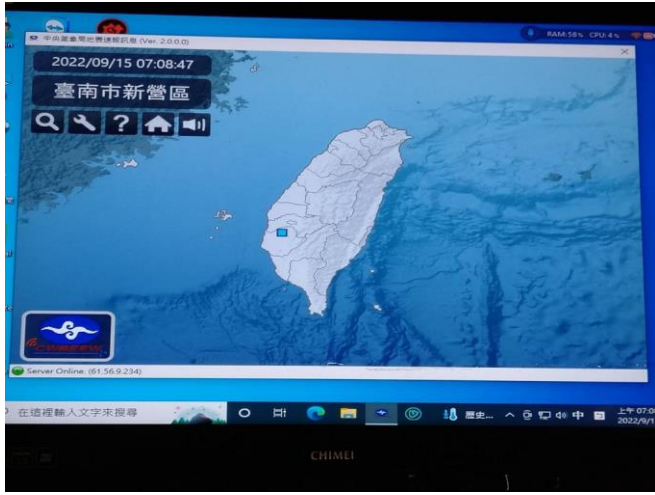 RAM:58% CPU:4%
中央氣象局地震速報訊息 (Ver. 2.0.0.0)
2022/09/15 07:08:47
臺南市新營區
?
CWBEEW
Server Online: (61.56.9.234)
在這裡輸入文字來搜尋
歷史...
中
上午 07:0
2022/9/1
CHIMEI